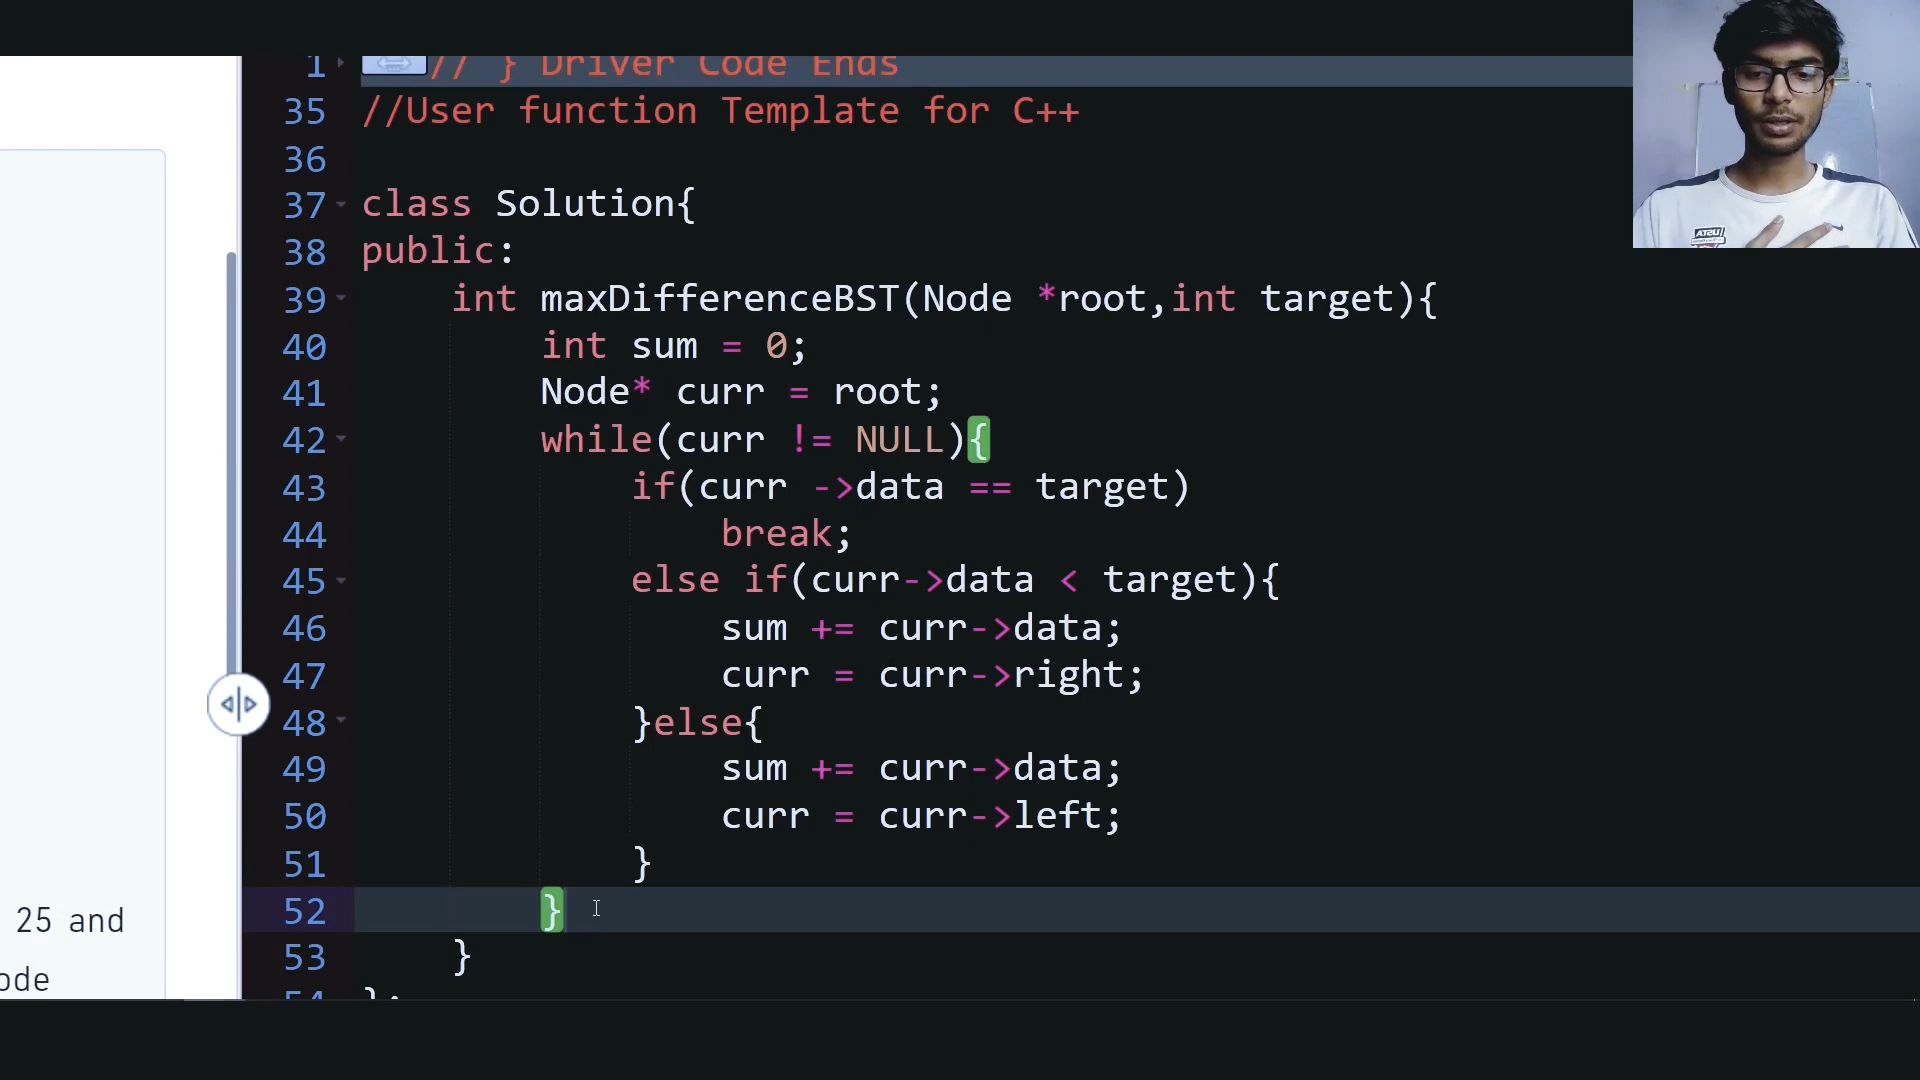 1 // } Driver Code Ends
35 //User function Template for C++
36
37 class Solution{
38 public:
39 int maxDifferenceBST(Node *root,int target){
40 int sum = 0;
41 Node* curr = root;
42 while(curr != NULL){
43 if(curr ->data == target)
44 break;
45 else if(curr->data < target){
46 sum += curr->data;
47 curr = curr->right;
48 }else{
49 sum += curr->data;
50 curr = curr->left;
51 }
52 }
53 }
54 };
25 and
ode